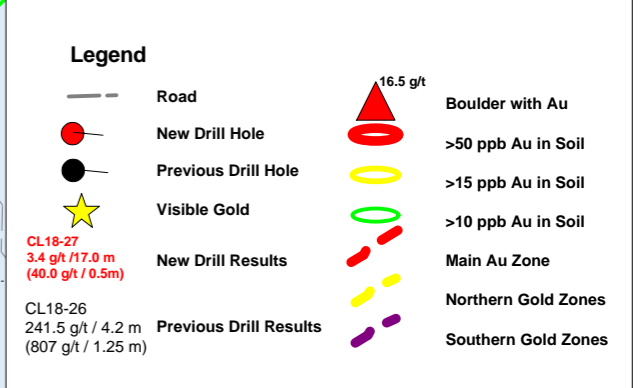 Legend
Road
New Drill Hole
Previous Drill Hole
Visible Gold
CL18-27
3.4 g/t /17.0 m
(40.0 g/t / 0.5m)
New Drill Results
CL18-26
241.5 g/t / 4.2 m
(807 g/t / 1.25 m)
Previous Drill Results
16.5 g/t
Boulder with Au
>50 ppb Au in Soil
>15 ppb Au in Soil
>10 ppb Au in Soil
Main Au Zone
Northern Gold Zones
Southern Gold Zones